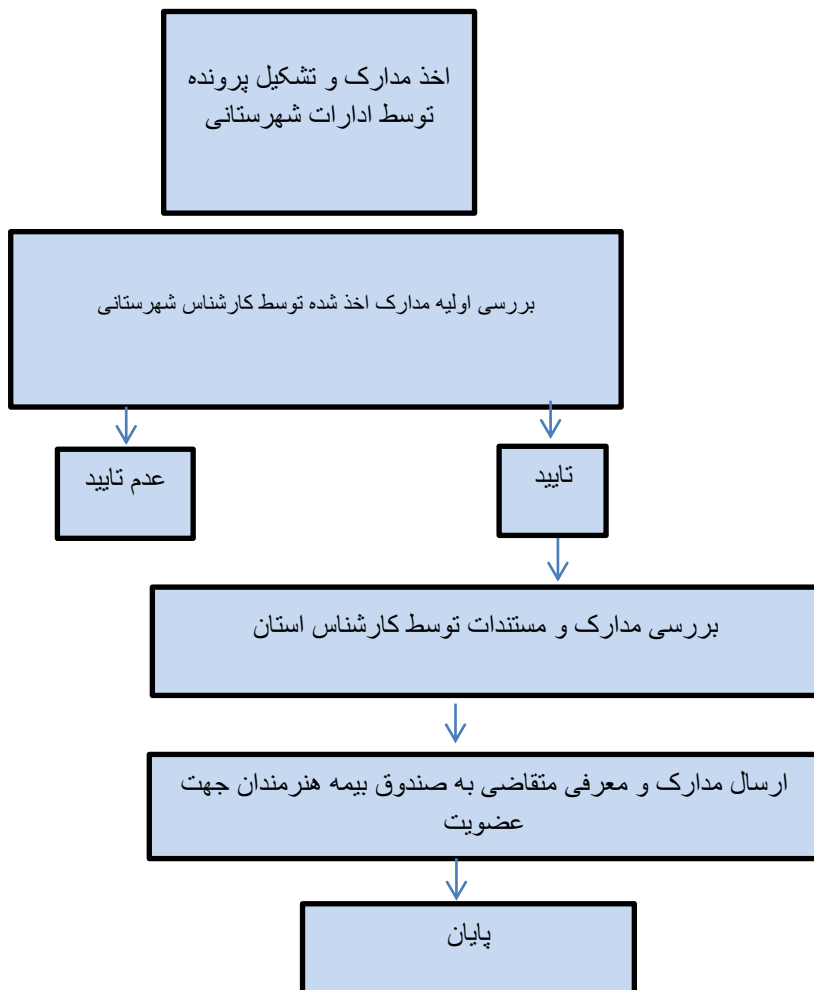 اخذ مدارک و تشکیل پرونده
توسط ادارات شهرستانی
بررسی اولیه مدارک اخذ شده توسط کارشناس شهرستانی
تایید
عدم تایید
بررسی مدارک و مستندات توسط کارشناس استان
ارسال مدارک و معرفی متقاضی به صندوق بیمه هنرمندان جهت
عضویت
پایان